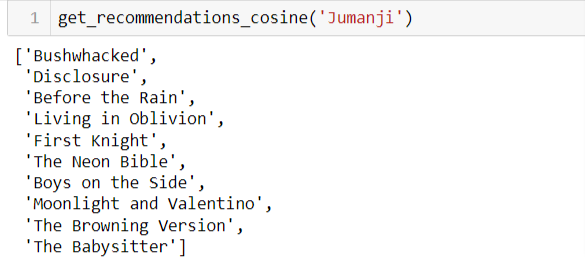 1 get_recommendations_cosine('Jumanji')
['Bushwhacked',
'Disclosure',
'Before the Rain',
'Living in Oblivion',
'First Knight',
'The Neon Bible',
'Boys on the Side',
'Moonlight and Valentino',
'The Browning Version',
'The Babysitter']